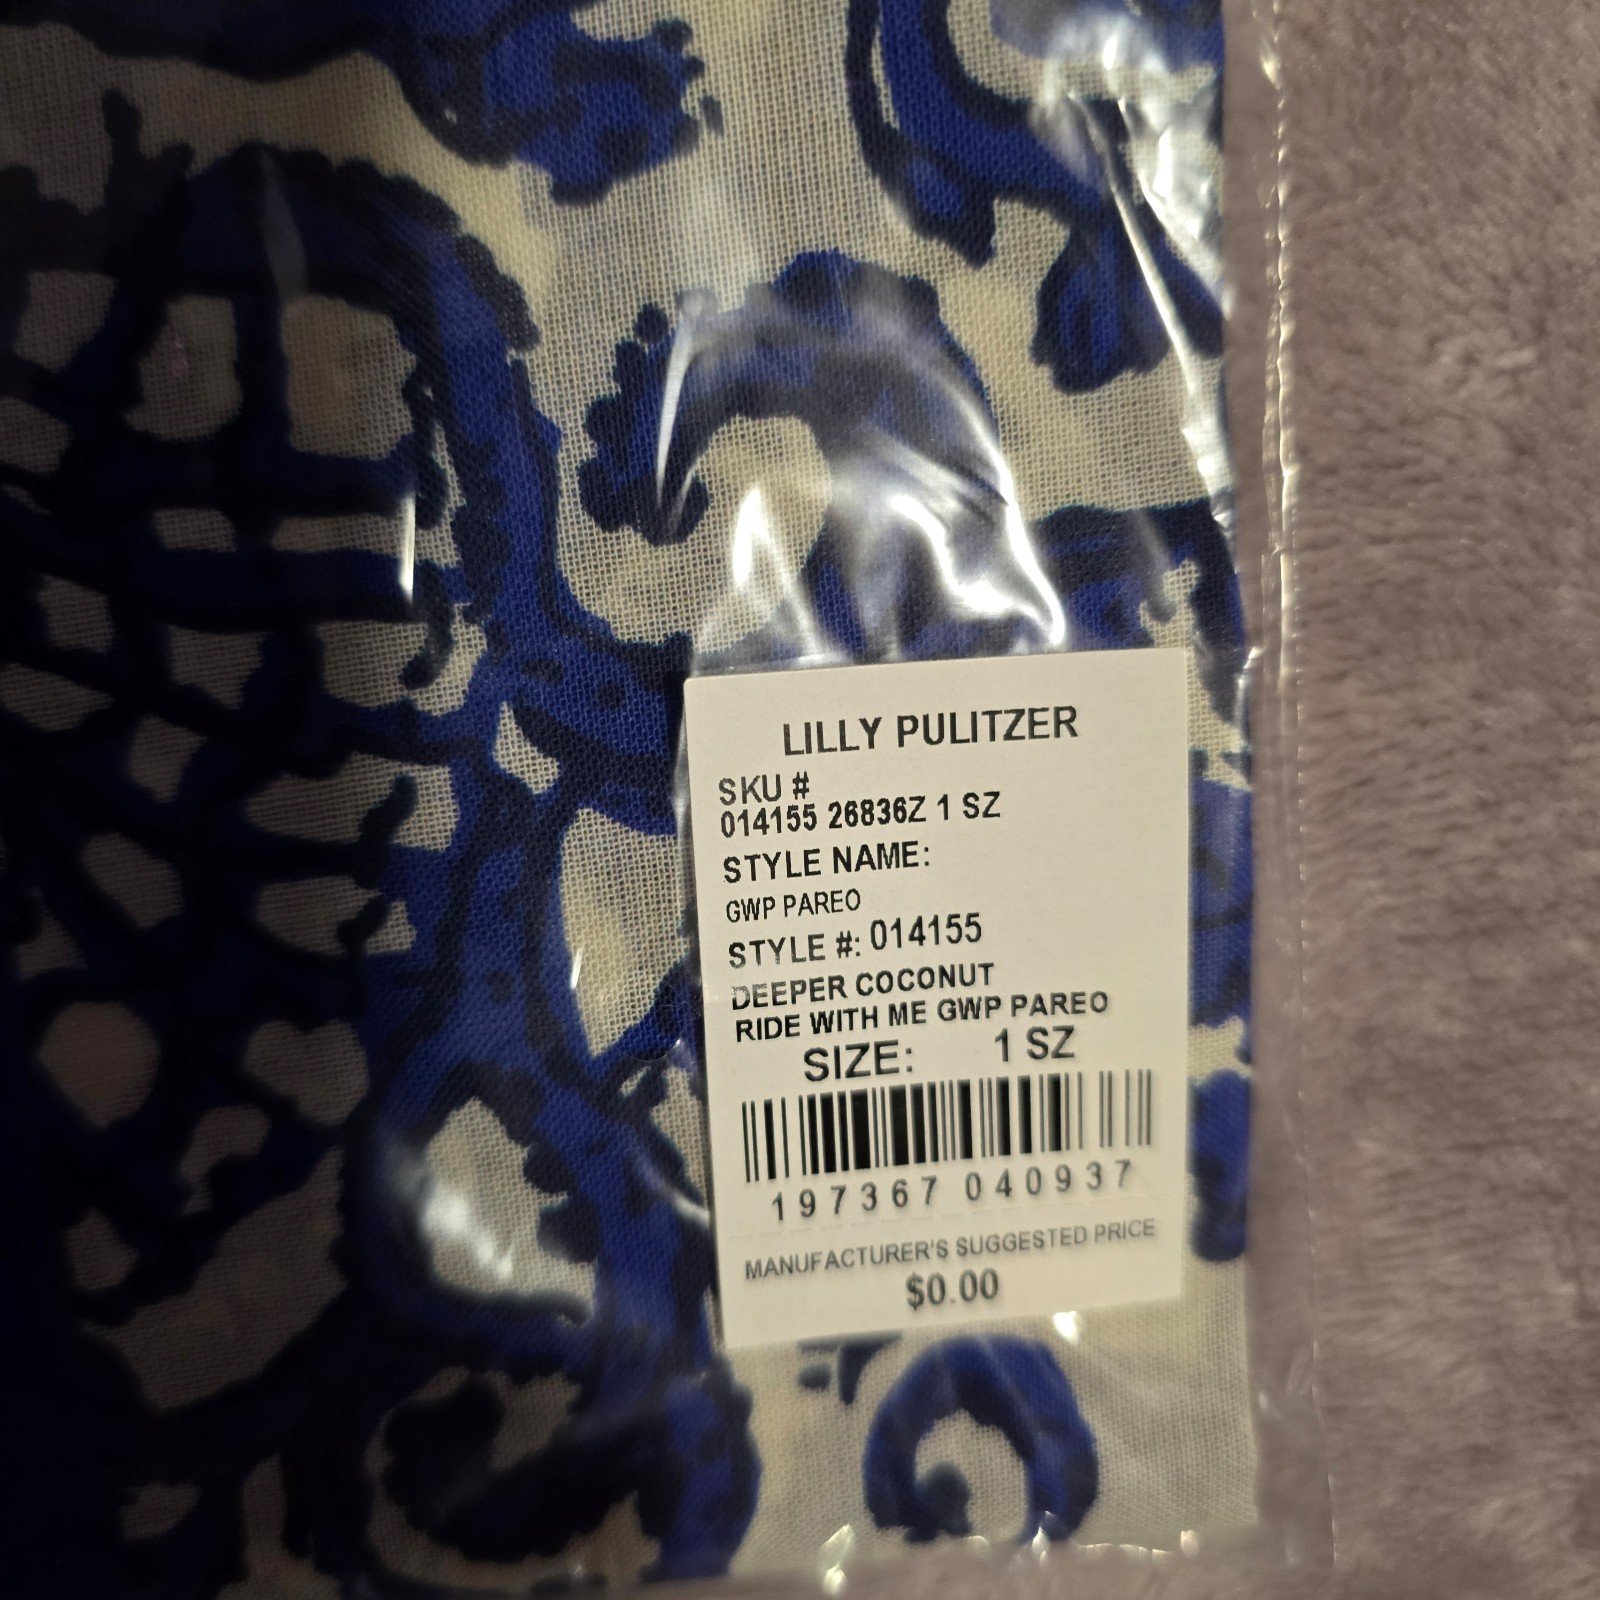 LILLY PULITZER
SKU #
014155 26836Z 1 SZ
STYLE NAME:
GWP PAREO
STYLE #: 014155
DEEPER COCONUT
RIDE WITH ME GWP PAREO
SIZE: 1 SZ
197367 040937
MANUFACTURER'S SUGGESTED PRICE
$0.00